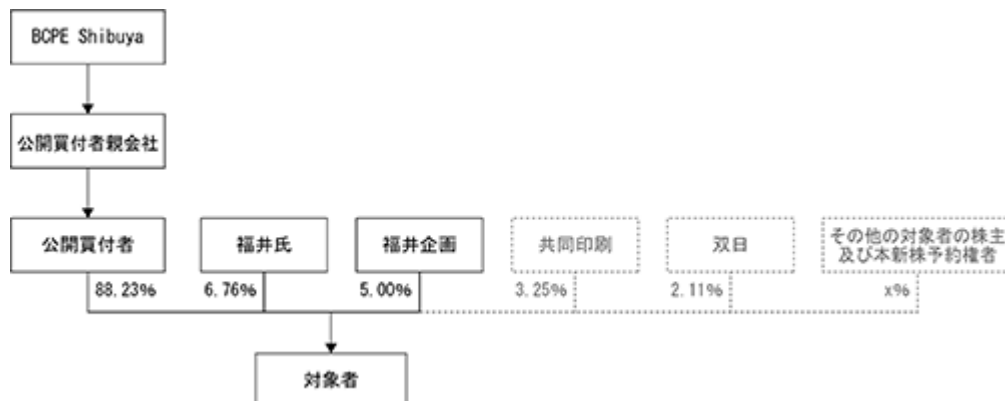 BCPE Shibuya
公開買付者親会社
公開買付者
福井氏
福井企画
共同印刷
双日
その他の対象者の株主
及び本新株予約権者
88.23%
6.76%
5.00%
3.25%
2.11%
x%
対象者